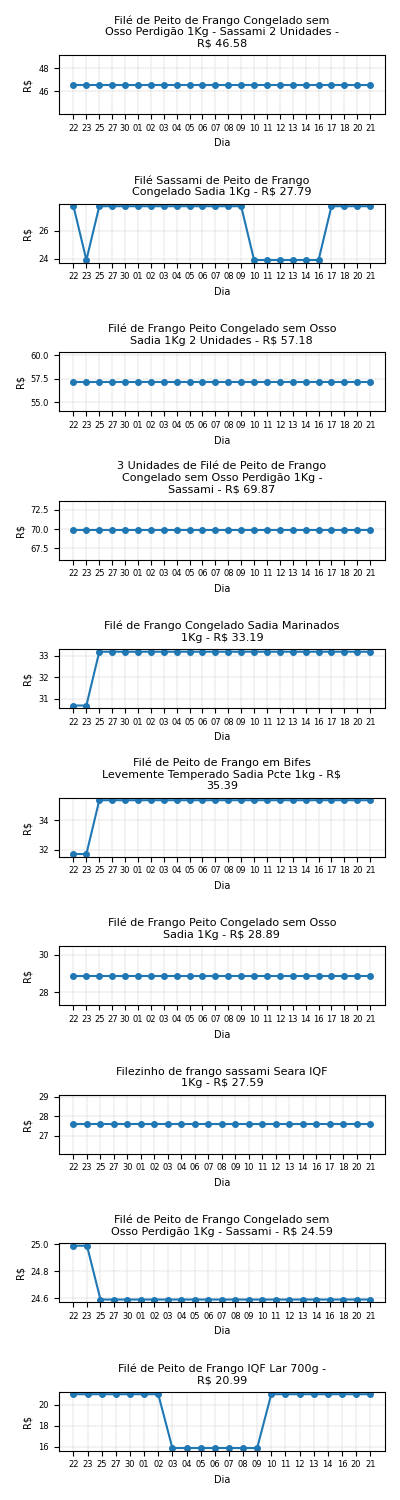 Filé de Peito de Frango Congelado sem
Osso Perdigão 1Kg - Sassami 2 Unidades -
R$ 46.58
48
46
R$
22 23 25 27 30 01 02 03 04 05 06 07 08 09 10 11 12 13 14 16 17 18 20 21
Dia
Filé Sassami de Peito de Frango
Congelado Sadia 1Kg - R$ 27.79
26
24
R$
22 23 25 27 30 01 02 03 04 05 06 07 08 09 10 11 12 13 14 16 17 18 20 21
Dia
Filé de Frango Peito Congelado sem Osso
Sadia 1Kg 2 Unidades - R$ 57.18
60.0
57.5
55.0
R$
22 23 25 27 30 01 02 03 04 05 06 07 08 09 10 11 12 13 14 16 17 18 20 21
Dia
3 Unidades de Filé de Peito de Frango
Congelado sem Osso Perdigão 1Kg -
Sassami - R$ 69.87
72.5
70.0
67.5
R$
22 23 25 27 30 01 02 03 04 05 06 07 08 09 10 11 12 13 14 16 17 18 20 21
Dia
Filé de Frango Congelado Sadia Marinados
1Kg - R$ 33.19
33
32
31
R$
22 23 25 27 30 01 02 03 04 05 06 07 08 09 10 11 12 13 14 16 17 18 20 21
Dia
Filé de Peito de Frango em Bifes
Levemente Temperado Sadia Pcte 1kg - R$
35.39
34
32
R$
22 23 25 27 30 01 02 03 04 05 06 07 08 09 10 11 12 13 14 16 17 18 20 21
Dia
Filé de Frango Peito Congelado sem Osso
Sadia 1Kg - R$ 28.89
30
28
R$
22 23 25 27 30 01 02 03 04 05 06 07 08 09 10 11 12 13 14 16 17 18 20 21
Dia
Filezinho de frango sassami Seara IQF
1Kg - R$ 27.59
29
28
27
R$
22 23 25 27 30 01 02 03 04 06 07 08 09 10 11 12 13 14 16 17 18 20 21
Dia
Filé de Peito de Frango Congelado sem
Osso Perdigão 1Kg - Sassami - R$ 24.59
25.0
24.8
24.6
R$
22 23 25 27 30 01 02 03 04 05 06 07 08 09 10 11 12 13 14 16 18 20 21
Dia
Filé de Peito de Frango IQF Lar 700g -
R$ 20.99
20
18
16
R$
22 23 25 27 30 01 02 03 04 05 06 07 08 09 10 11 12 13 14 16 20 21
Dia